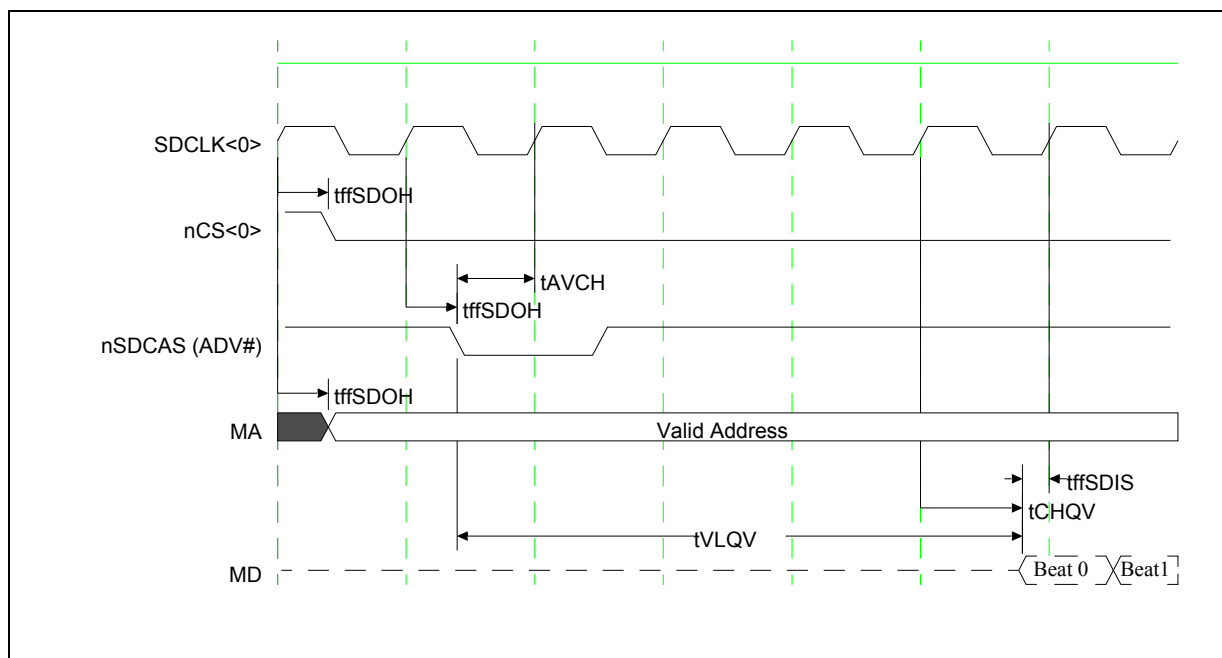 SDCLK<0>
tffSDOH
nCS<0>
tAVCH
tffSDOH
nSDCAS (ADV#)
tffSDOH
MA
Valid Address
tffSDIS
tCHQV
tVLQV
MD
Beat 0
Beat1